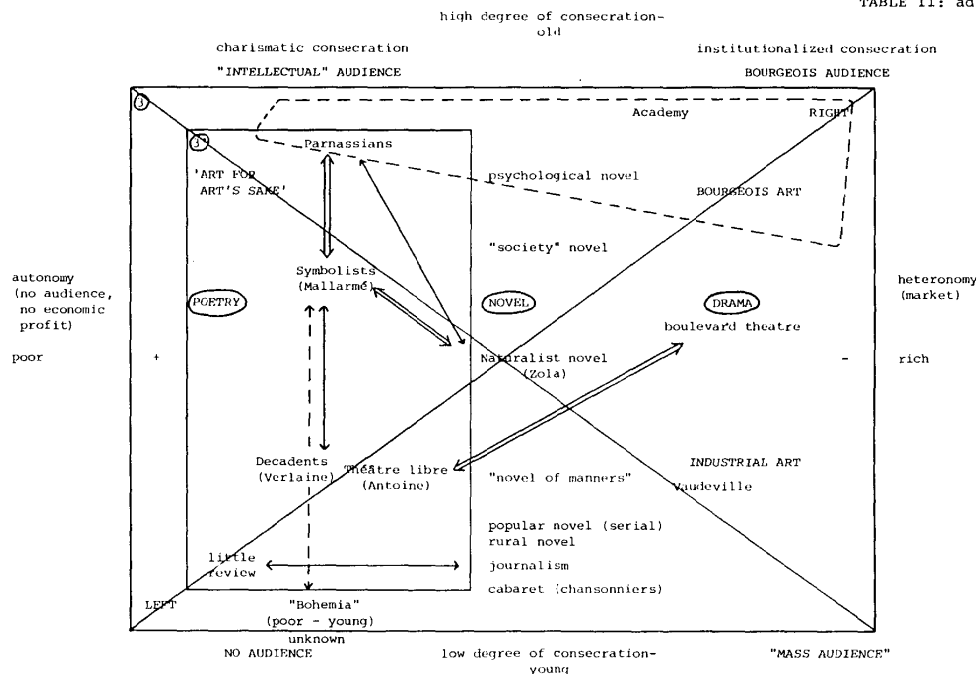 TABLE II: ad
high degree of consecration-
old
charismatic consecration
institutionalized consecration
"INTELLECTUAL" AUDIENCE
BOURGEOIS AUDIENCE
3
Academy
RIGHT
3'
Parnassians
'ART FOR
ART'S SAKE'
psychological novel
BOURGEOIS ART
"society" novel
Symbolists
(Mallarmé)
autonomy
(no audience,
no economic
profit)
heteronomy
(market)
POETRY
NOVEL
DRAMA
boulevard theatre
poor
+
Naturalist novel
(Zola)
-
rich
Decadents
(Verlaine)
Théâtre libre
(Antoine)
"novel of manners"
INDUSTRIAL ART
Vaudeville
popular novel (serial)
rural novel
little
review
journalism
cabaret (chansonniers)
LEFT
"Bohemia"
(poor - young)
unknown
NO AUDIENCE
low degree of consecration-
young
"MASS AUDIENCE"